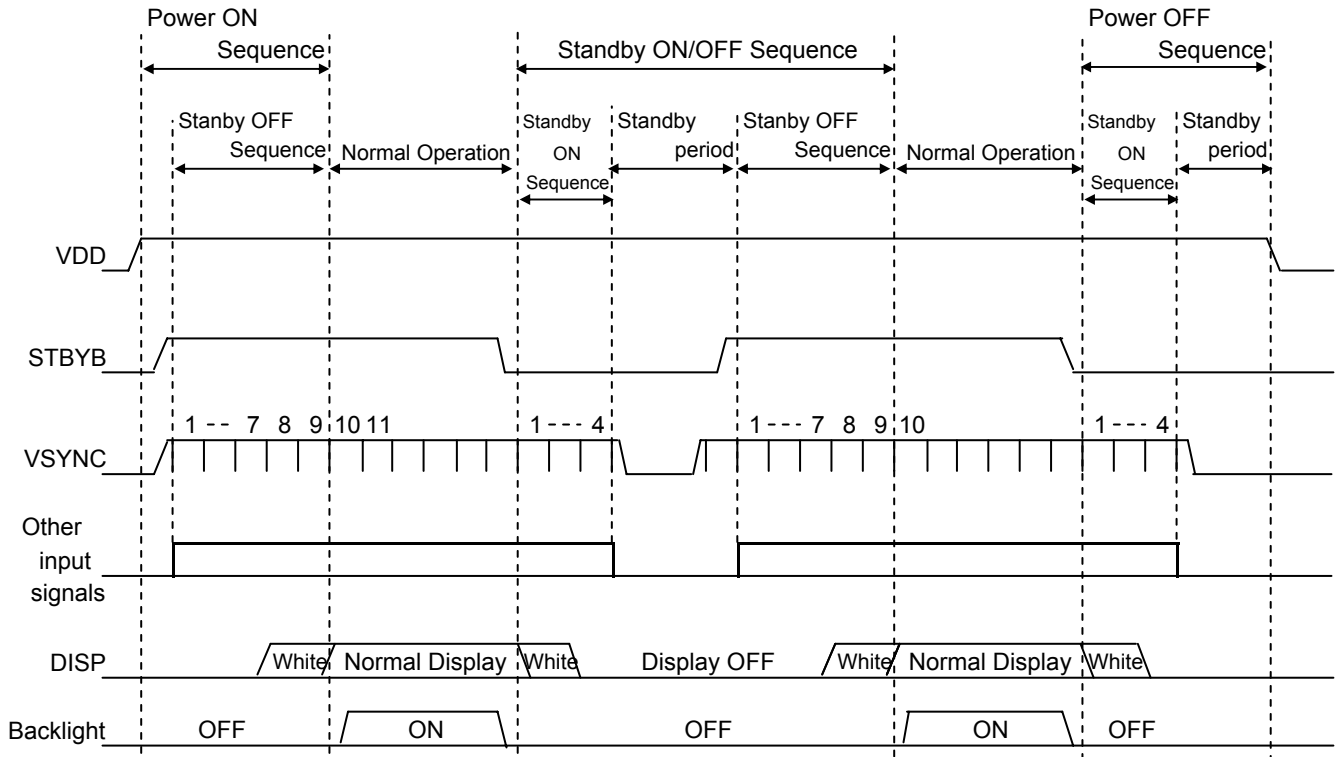 Power ON
Sequence
Standby ON/OFF Sequence
Power OFF
Sequence
Stanby OFF
Sequence
Normal Operation
Standby
ON
Sequence
Standby
period
Stanby OFF
Sequence
Normal Operation
Standby
ON
Sequence
Standby
period
VDD
STBYB
VSYNC
1 - - 7 8 9 10 11
1 - - - 4
1 - - - 7 8 9 10
1 - - - 4
Other
input
signals
DISP
White
Normal Display
White
Display OFF
White
Normal Display
White
Backlight
OFF
ON
OFF
ON
OFF